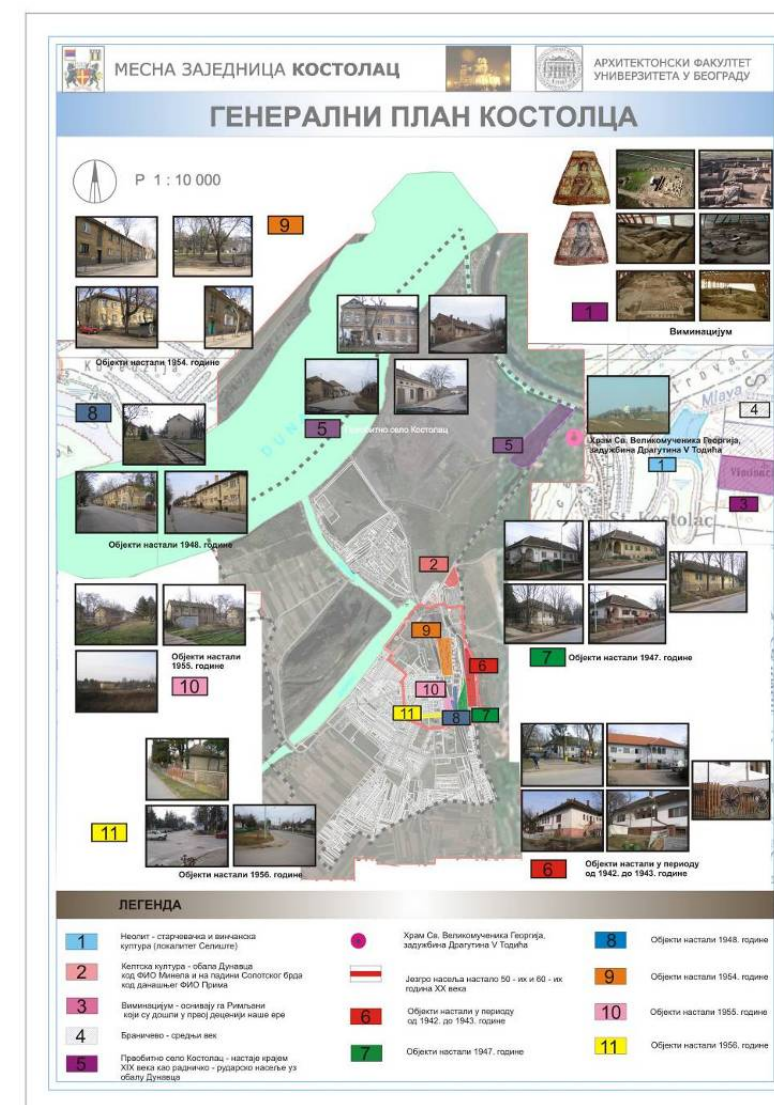 МЕСНА ЗАЈЕДНИЦА КОСТОЛАЦ
АРХИТЕКТОНСКИ ФАКУЛТЕТ
УНИВЕРЗИТЕТА У БЕОГРАДУ
ГЕНЕРАЛНИ ПЛАН КОСТОЛЦА
Р 1 : 10 000
9
Објекти настали 1954. године
1
Виминацијум
5
Првобитно село Костолац
DUN
5
8
Објекти настали 1948. године
Храм Св. Великомученика Георгија,
задужбина Драгутина V Тодића
1
Mlava
4
3
St. Kostolac
2
Објекти настали
1955. године
10
7
Објекти настали 1947. године
9
6
10
11
8
7
11
Објекти настали 1956. године
6
Објекти настали у периоду
од 1942. до 1943. године
ЛЕГЕНДА
1
Неолит - старчевачка и винчанска
култура (локалитет Селиште)
2
Келтска култура - обала Дунавца
код ФИО Минела и на падини Сопотског брда
код данашњег ФИО Прима
3
Виминацијум - оснивају га Римљани
који су дошли у првој деценији наше ере
4
Браничево - средњи век
5
Првобитно село Костолац - настаје крајем
XIX века као радничко - рударско насеље уз
обалу Дунавца
Храм Св. Великомученика Георгија,
задужбина Драгутина V Тодића
Језгро насеља настало 50 - их и 60 - их
година XX века
6
Објекти настали у периоду
од 1942. до 1943. године
7
Објекти настали 1947. године
8
Објекти настали 1948. године
9
Објекти настали 1954. године
10
Објекти настали 1955. године
11
Објекти настали 1956. године